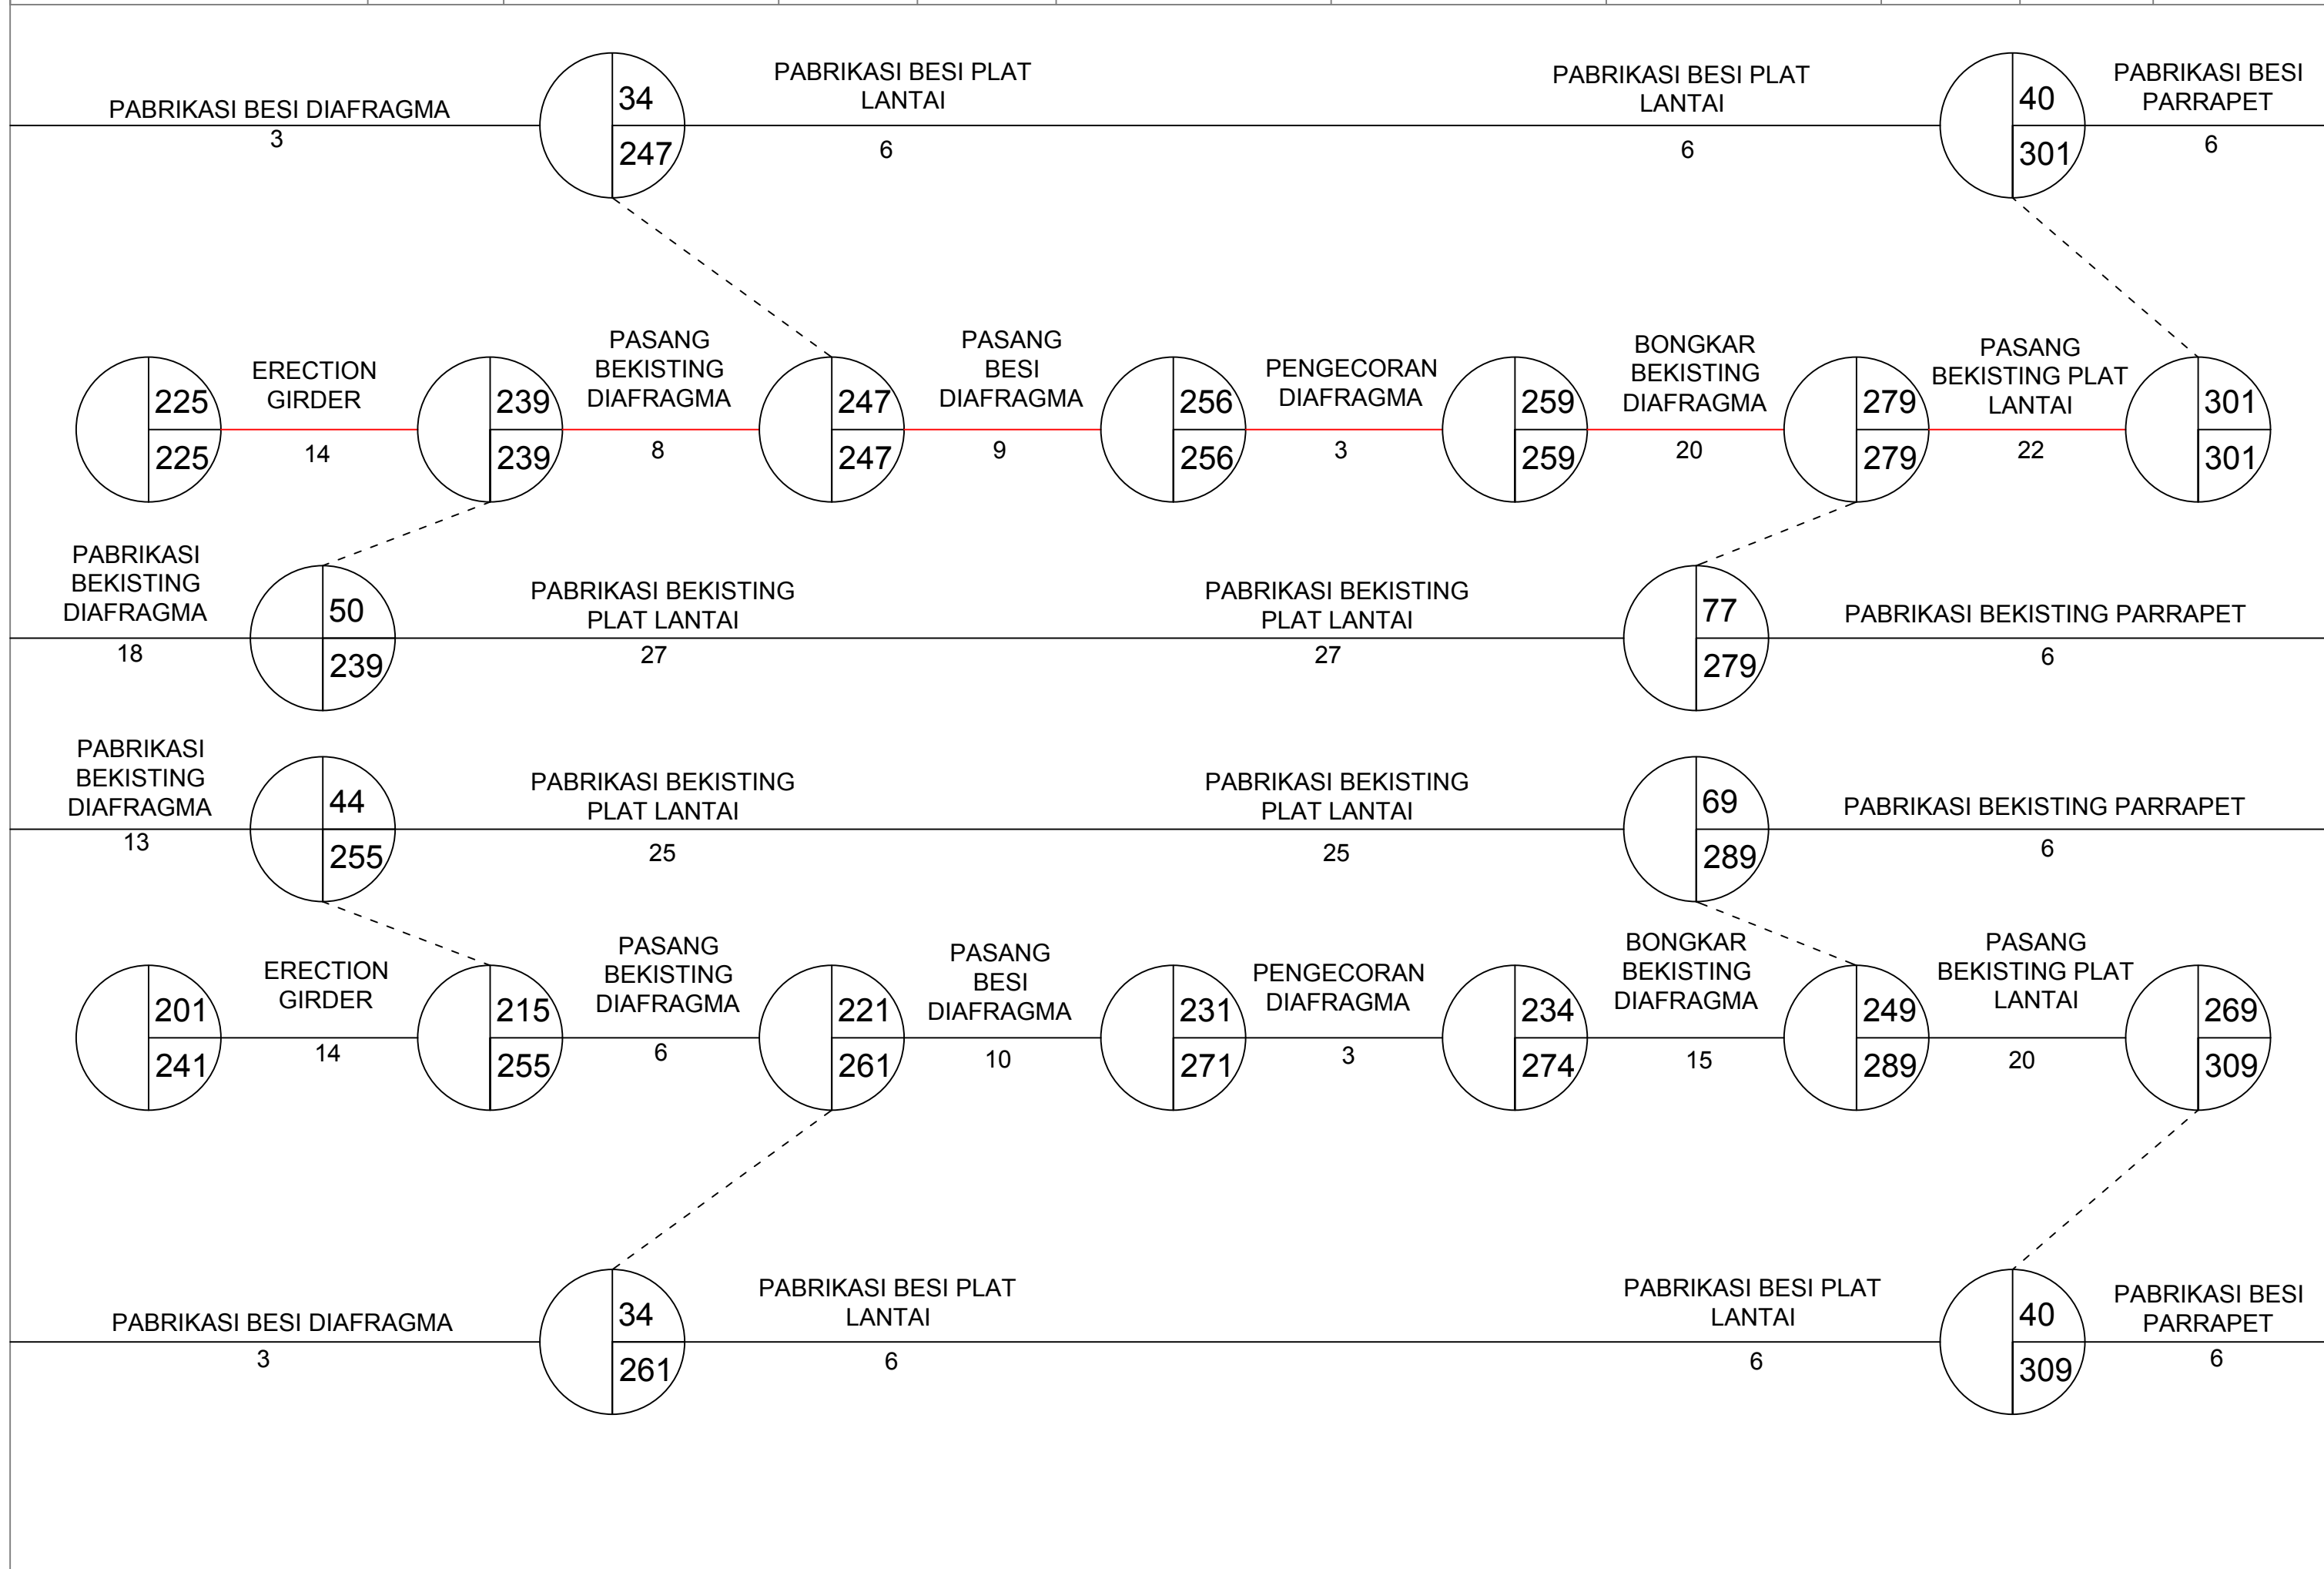 PABRIKASI BESI DIAFRAGMA
3
34
247
PABRIKASI BESI PLAT
LANTAI
6
PABRIKASI BESI PLAT
LANTAI
6
40
301
PABRIKASI BESI
PARRAPET
6
225
225
ERECTION
GIRDER
14
239
239
PASANG
BEKISTING
DIAFRAGMA
8
247
247
PASANG
BESI
DIAFRAGMA
9
256
256
PENGECORAN
DIAFRAGMA
3
259
259
BONGKAR
BEKISTING
DIAFRAGMA
20
279
279
PASANG
BEKISTING PLAT
LANTAI
22
301
301
PABRIKASI
BEKISTING
DIAFRAGMA
18
50
239
PABRIKASI BEKISTING
PLAT LANTAI
27
PABRIKASI BEKISTING
PLAT LANTAI
27
77
279
PABRIKASI BEKISTING PARRAPET
6
PABRIKASI
BEKISTING
DIAFRAGMA
13
44
255
PABRIKASI BEKISTING
PLAT LANTAI
25
PABRIKASI BEKISTING
PLAT LANTAI
25
69
289
PABRIKASI BEKISTING PARRAPET
6
201
241
ERECTION
GIRDER
14
215
255
PASANG
BEKISTING
DIAFRAGMA
6
221
261
PASANG
BESI
DIAFRAGMA
10
231
271
PENGECORAN
DIAFRAGMA
3
234
274
BONGKAR
BEKISTING
DIAFRAGMA
15
249
289
PASANG
BEKISTING PLAT
LANTAI
20
269
309
PABRIKASI BESI DIAFRAGMA
3
34
261
PABRIKASI BESI PLAT
LANTAI
6
PABRIKASI BESI PLAT
LANTAI
6
40
309
PABRIKASI BESI
PARRAPET
6